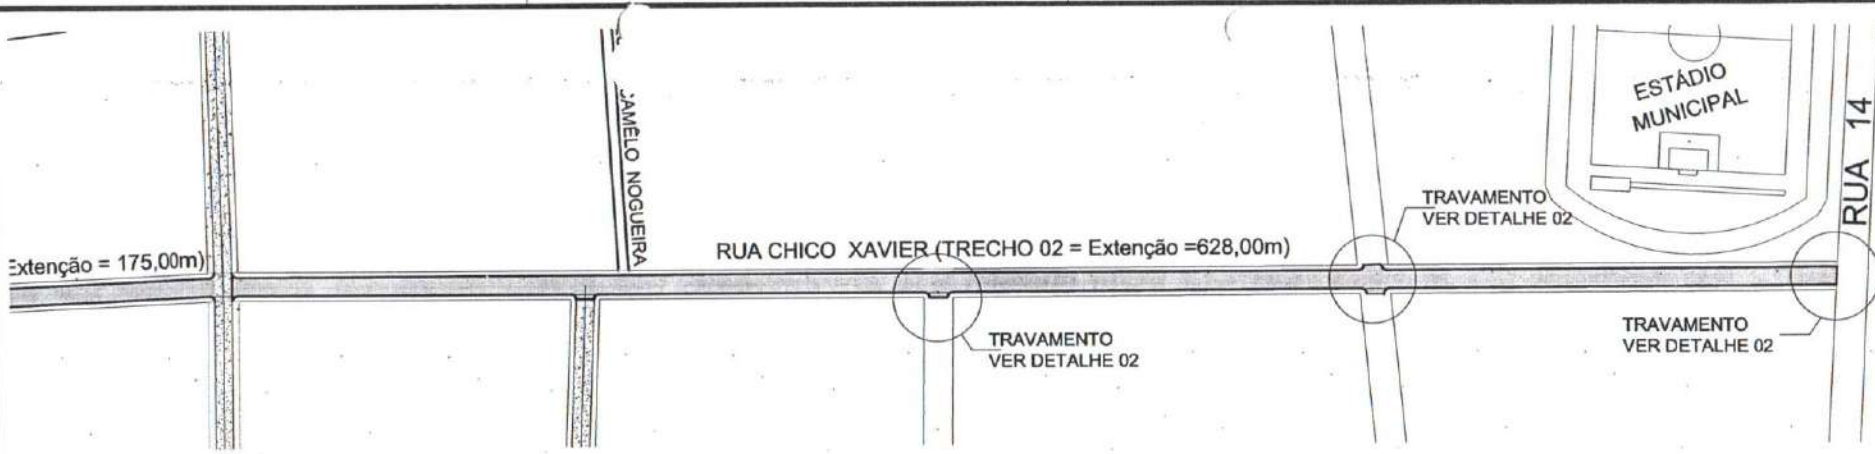 ESTÁDIO
MUNICIPAL
RUA 14
NOGUEIRA
TRAVAMENTO
VER DETALHE 02
RUA CHICO XAVIER (TRECHO 02 = Extenção =628,00m)
Extenção = 175,00m)
TRAVAMENTO
VER DETALHE 02
TRAVAMENTO
VER DETALHE 02